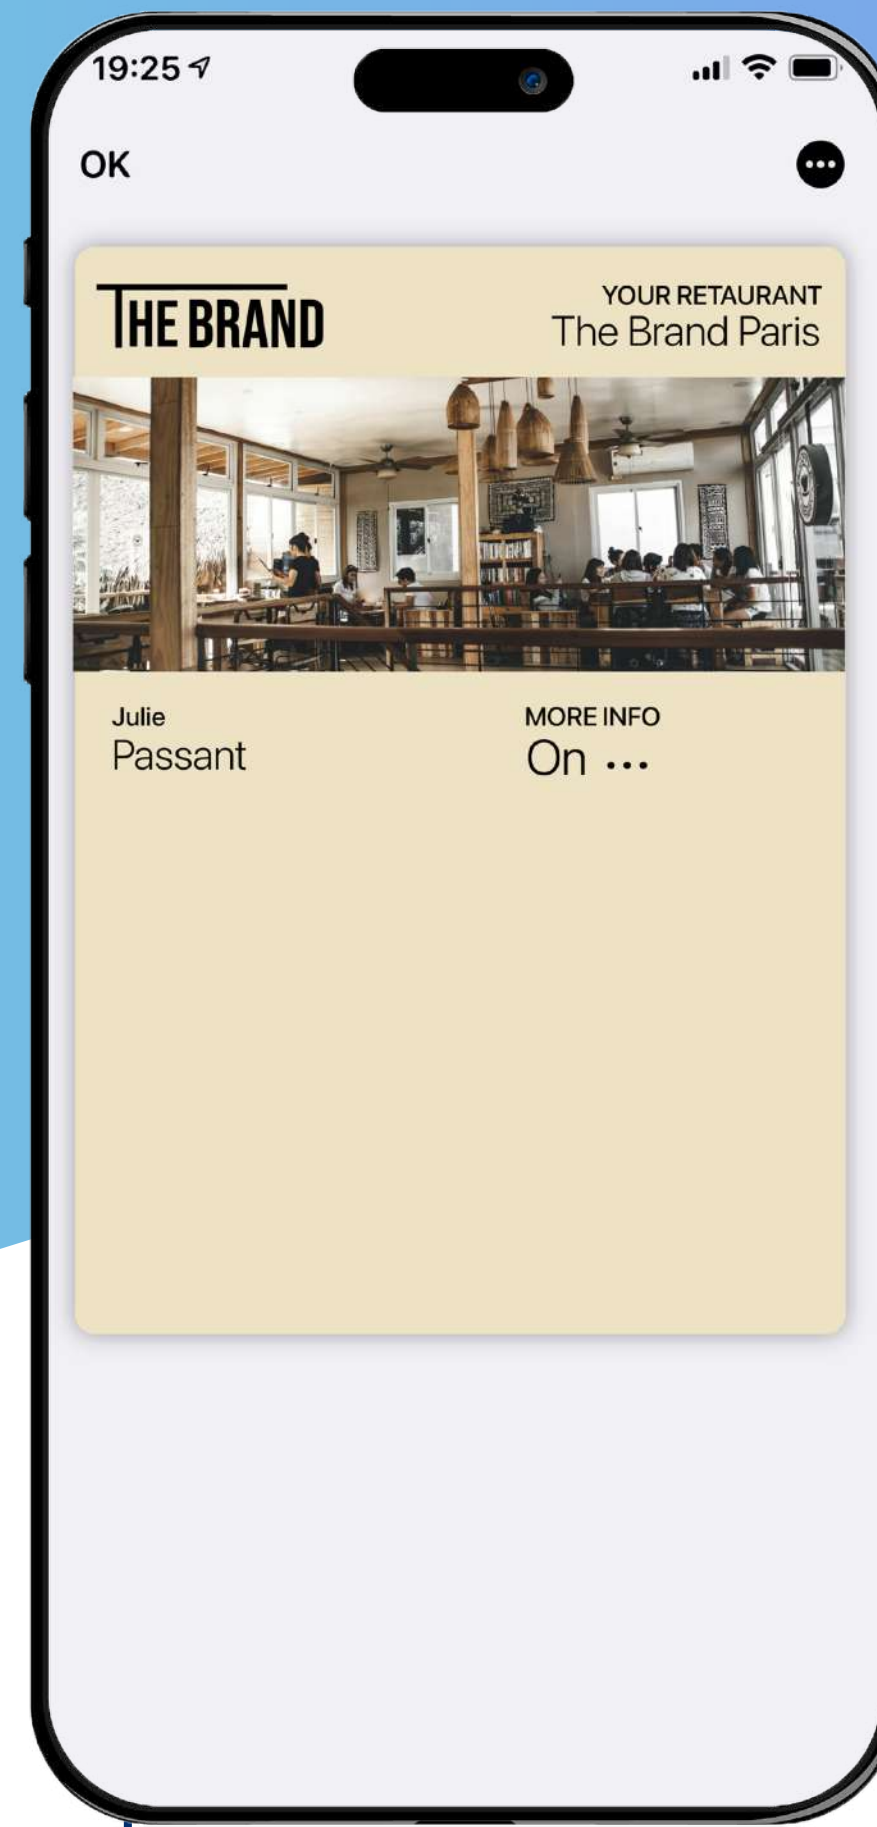 19:25
OK
THE BRAND
YOUR RETAURANT
The Brand Paris
Julie
Passant
MORE INFO
On ...